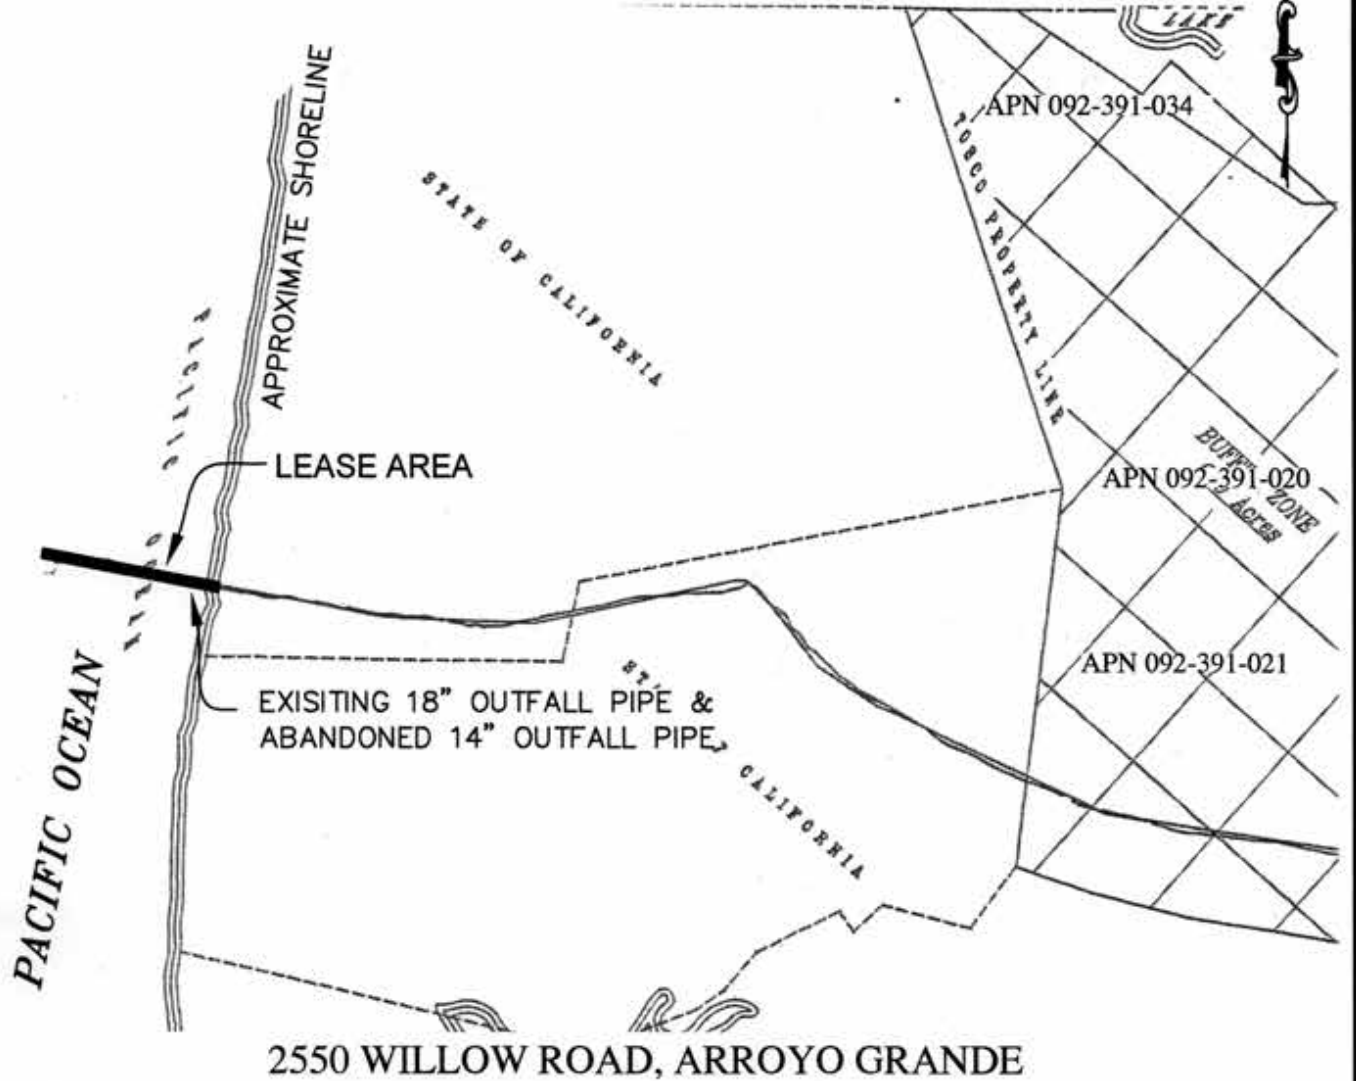 LAKE
APN 092-391-034
TOSCO PROPERTY LINE
APPROXIMATE SHORELINE
STATE OF CALIFORNIA
PACIFIC OCEAN
LEASE AREA
BUFFER ZONE
APN 092-391-020
Acres
APN 092-391-021
EXISITING 18" OUTFALL PIPE &
ABANDONED 14" OUTFALL PIPE
CALIFORNIA
PACIFIC OCEAN
2550 WILLOW ROAD, ARROYO GRANDE